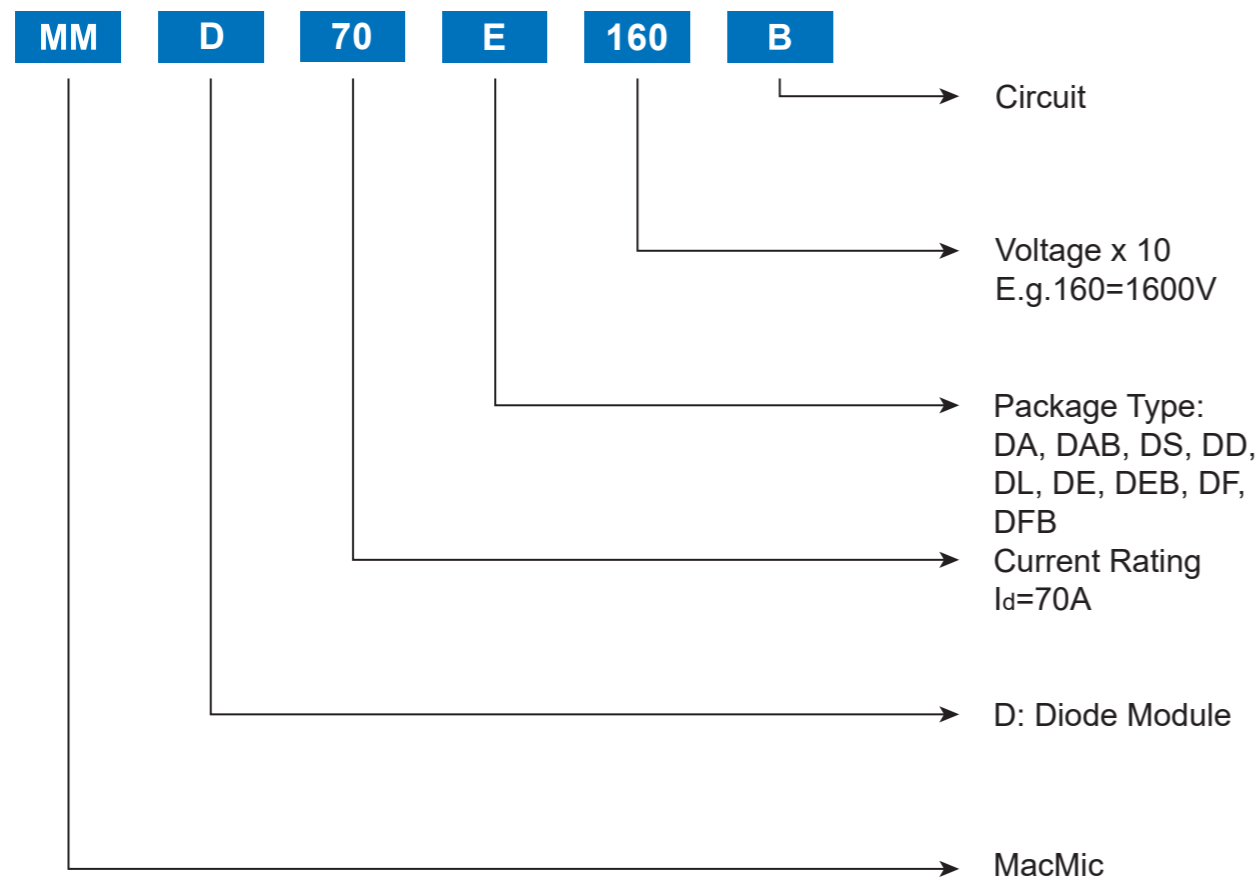 MM D 70 E 160 B
Circuit
Voltage x 10
E.g.160=1600V
Package Type:
DA, DAB, DS, DD,
DL, DE, DEB, DF,
DFB
Current Rating
Id=70A
D: Diode Module
MacMic